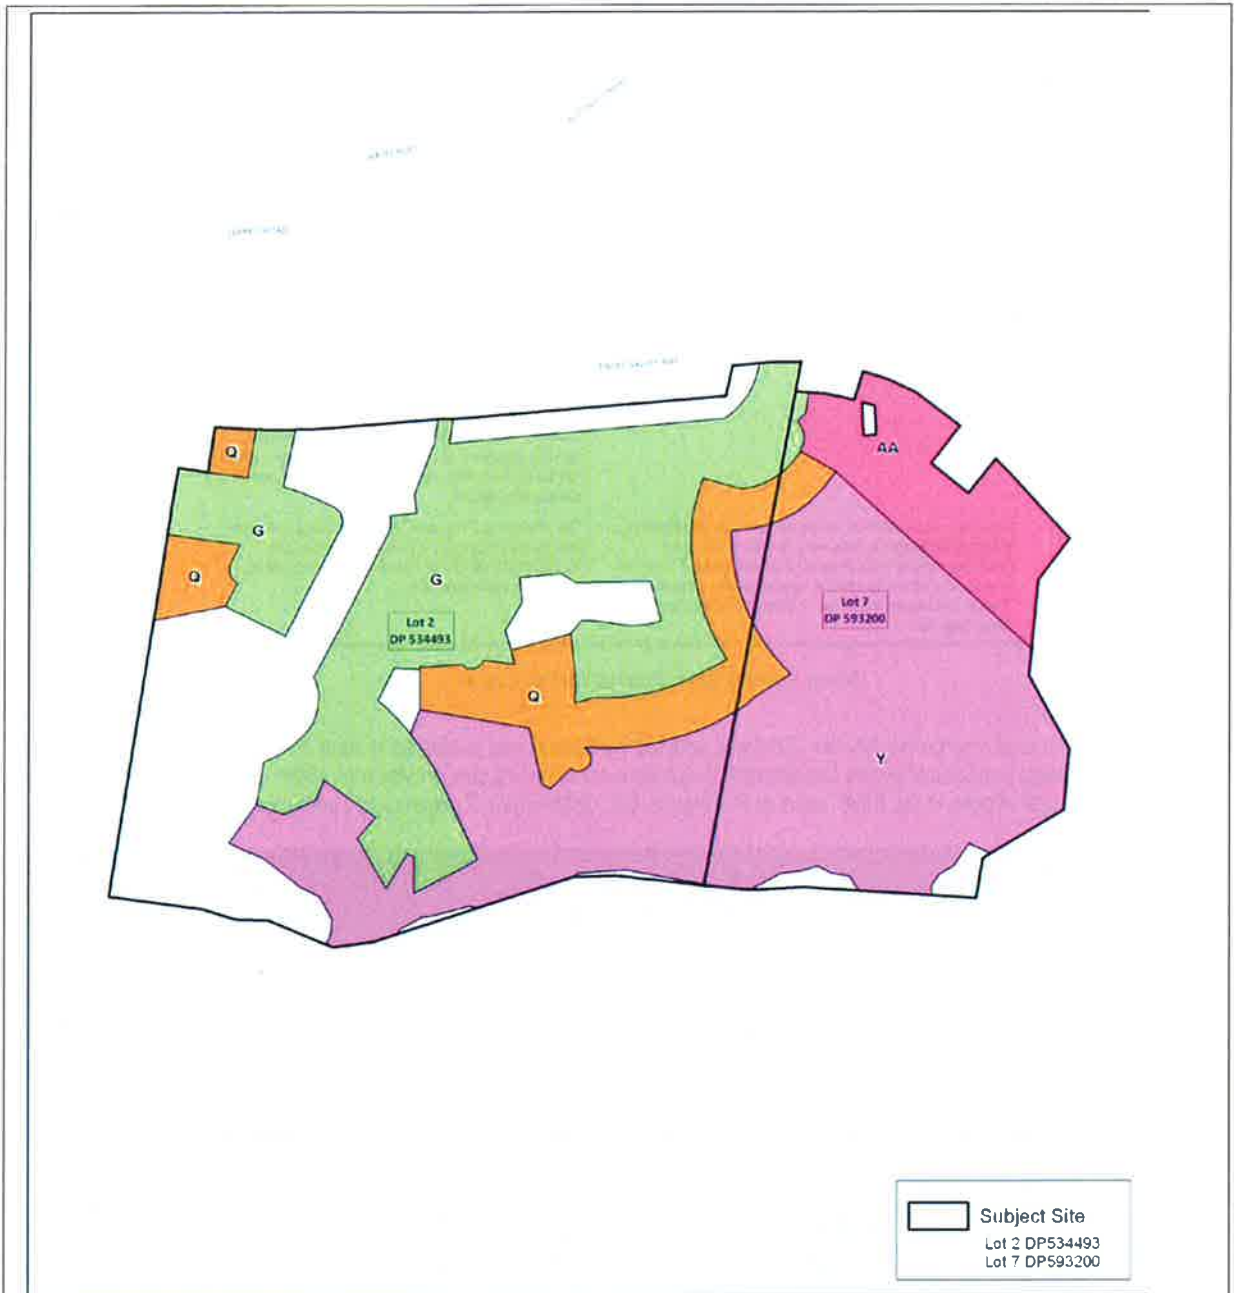 Q
AA
G
Q
G
Lot 2
DP 534493
Lot 7
DP 593200
Q
Y
Subject Site
Lot 2 DP534493
Lot 7 DP593200